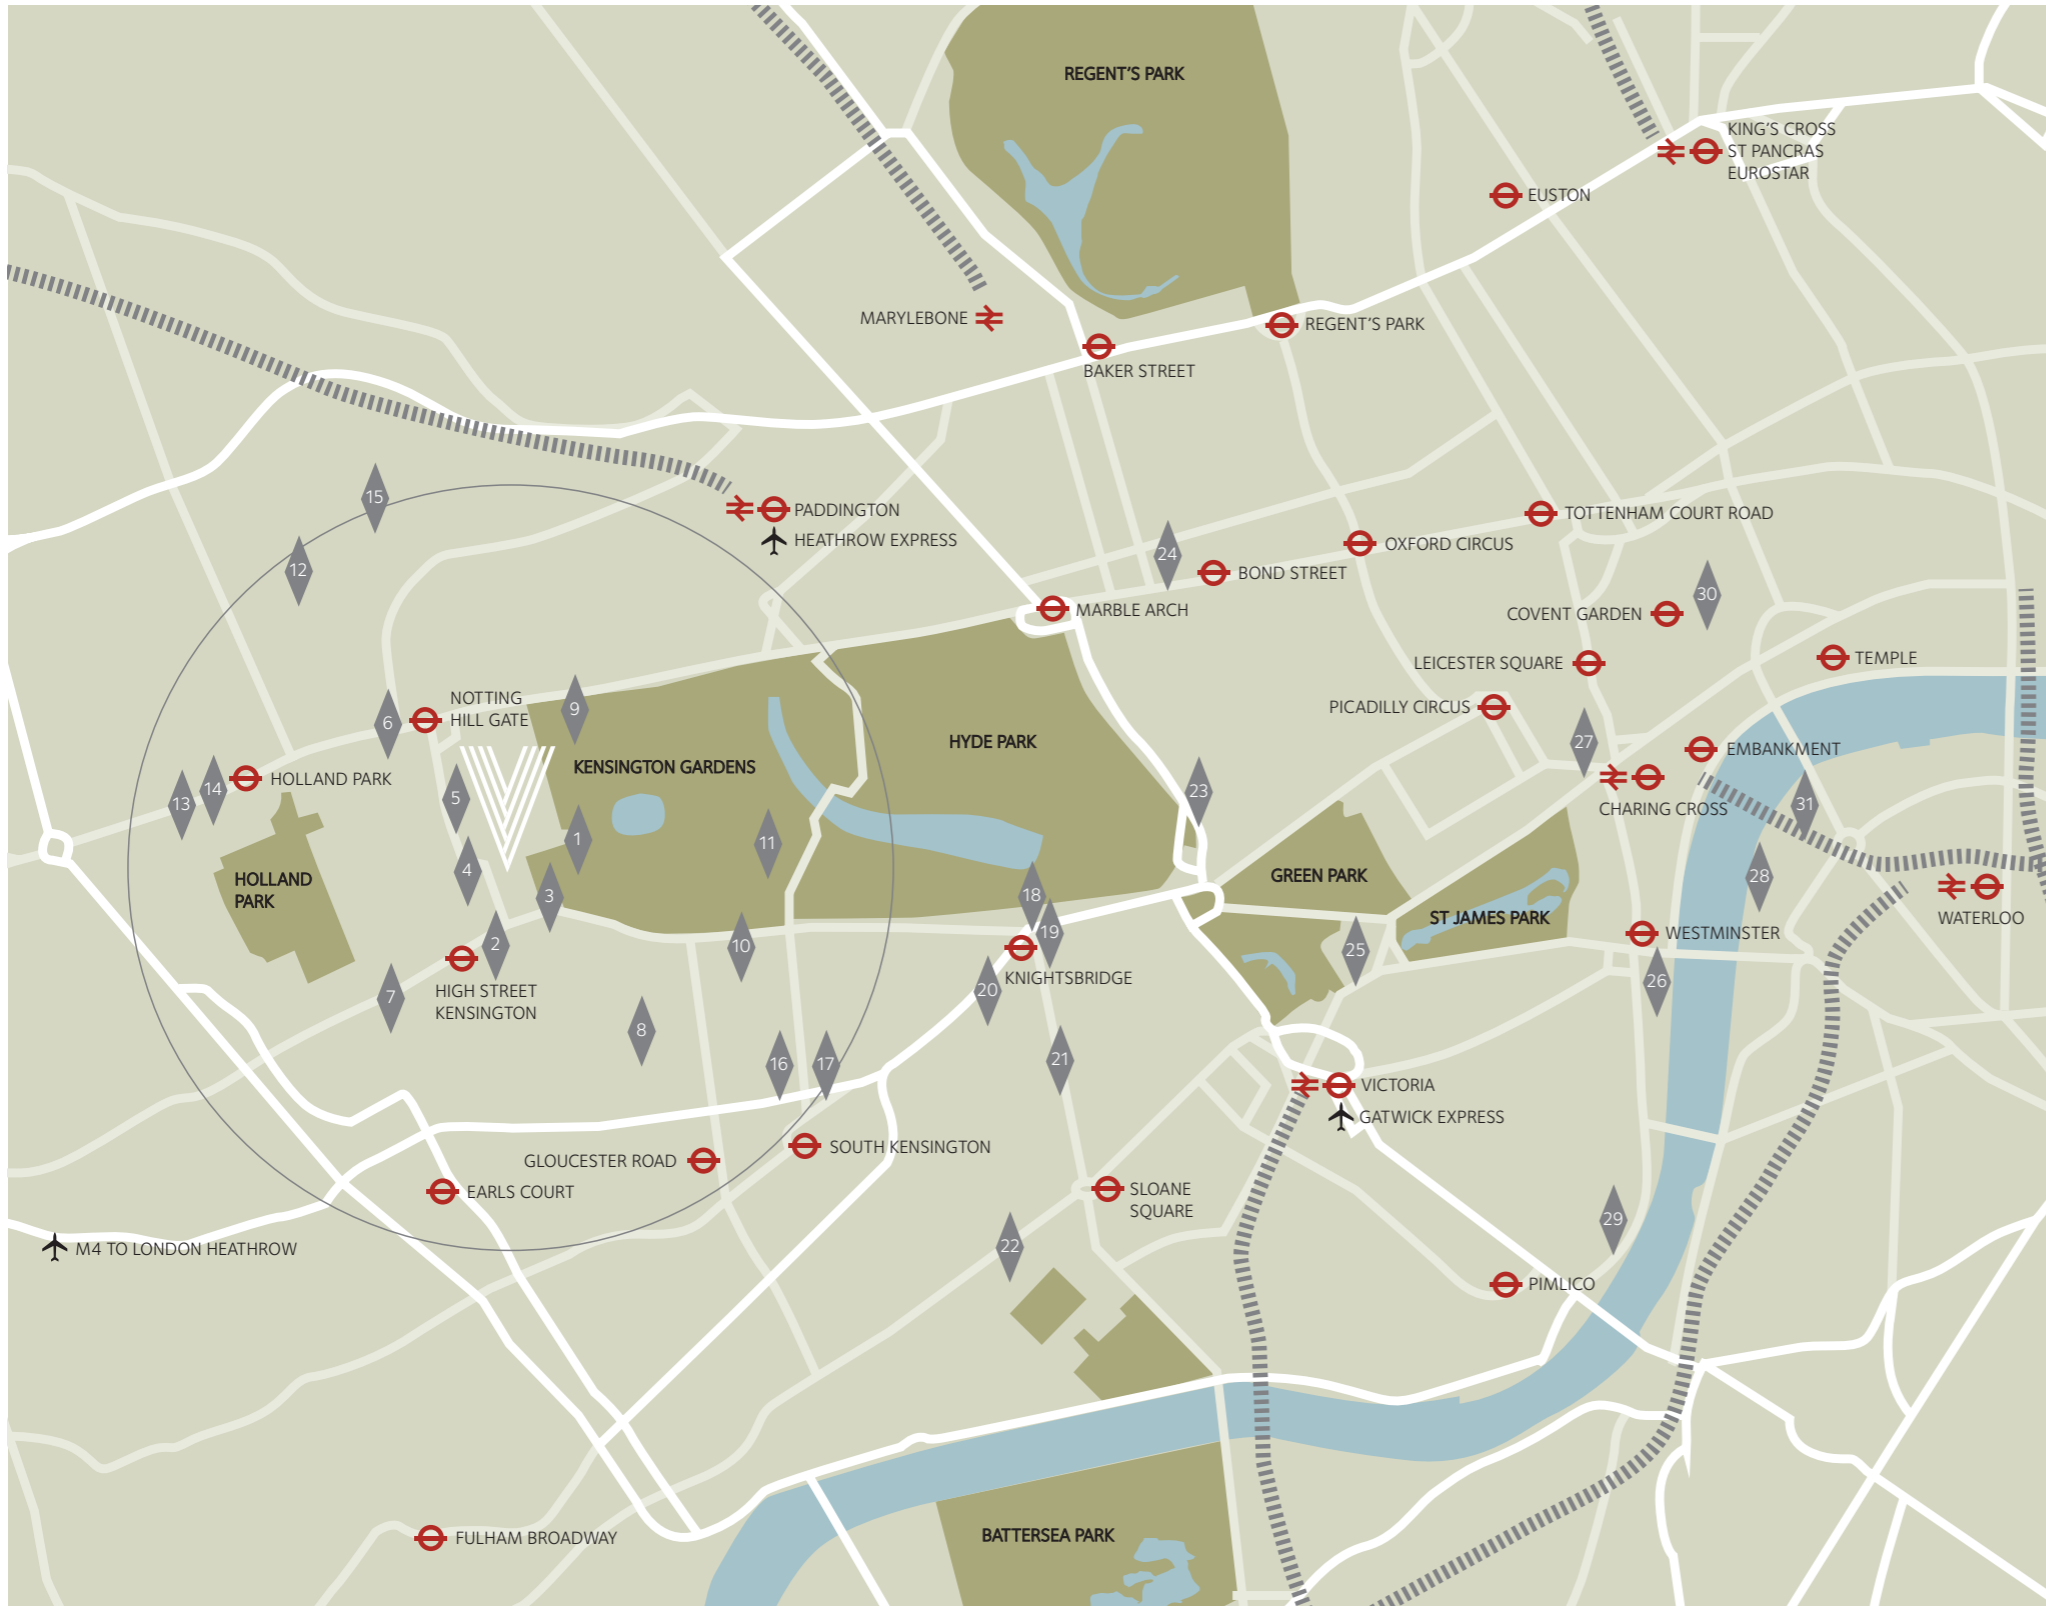 REGENT'S PARK
KING'S CROSS
ST PANCRAS
EUROSTAR
EUSTON
MARYLEBONE
REGENT'S PARK
BAKER STREET
15
PADDINGTON
HEATHROW EXPRESS
TOTTENHAM COURT ROAD
OXFORD CIRCUS
24
BOND STREET
12
30
MARBLE ARCH
COVENT GARDEN
LEICESTER SQUARE
TEMPLE
NOTTING
HILL GATE
6
9
PICADILLY CIRCUS
27
EMBANKMENT
HYDE PARK
KENSINGTON GARDENS
HOLLAND PARK
14
13
5
23
31
CHARING CROSS
1
11
4
HOLLAND
PARK
GREEN PARK
28
3
18
ST JAMES PARK
WATERLOO
19
WESTMINSTER
2
10
25
KNIGHTSBRIDGE
26
HIGH STREET
KENSINGTON
7
20
8
16
17
21
VICTORIA
GATWICK EXPRESS
SOUTH KENSINGTON
GLOUCESTER ROAD
EARLS COURT
SLOANE
SQUARE
29
22
M4 TO LONDON HEATHROW
PIMLICO
BATTERSEA PARK
FULHAM BROADWAY